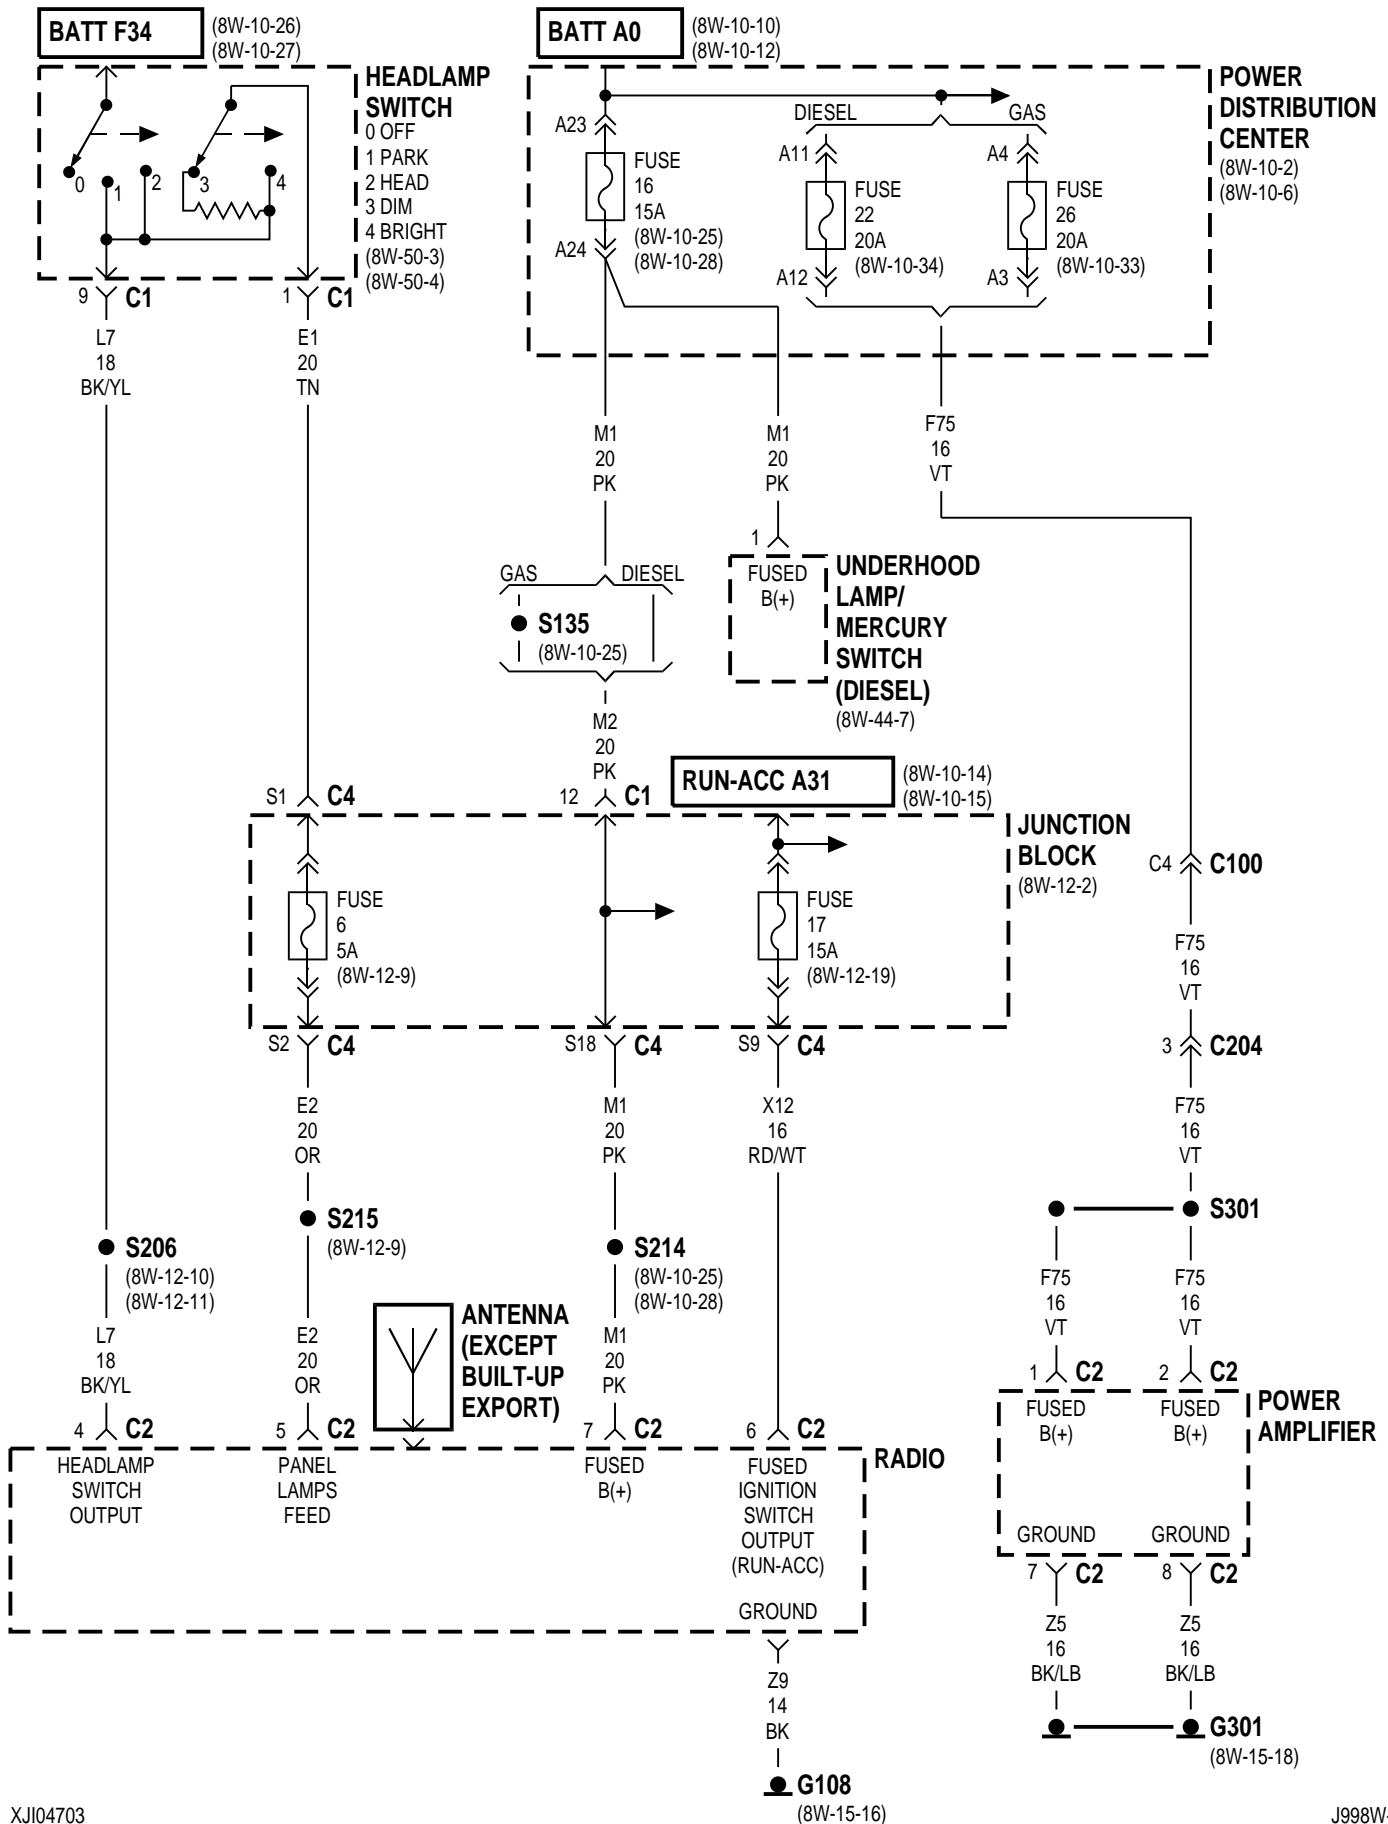 BATT F34
(8W-10-26)
(8W-10-27)
BATT A0
(8W-10-10)
(8W-10-12)
HEADLAMP
SWITCH
0 OFF
1 PARK
2 HEAD
3 DIM
4 BRIGHT
(8W-50-3)
(8W-50-4)
0
1
2
3
4
POWER
DISTRIBUTION
CENTER
(8W-10-2)
(8W-10-6)
DIESEL
GAS
A23
FUSE
16
15A
(8W-10-25)
(8W-10-28)
A24
A11
FUSE
22
20A
(8W-10-34)
A12
A4
FUSE
26
20A
(8W-10-33)
A3
9
C1
1
C1
L7
18
BK/YL
E1
20
TN
M1
20
PK
M1
20
PK
F75
16
VT
1
FUSED
B(+)
UNDERHOOD
LAMP/
MERCURY
SWITCH
(DIESEL)
(8W-44-7)
GAS
DIESEL
S135
(8W-10-25)
M2
20
PK
RUN-ACC A31
(8W-10-14)
(8W-10-15)
S1
C4
12
C1
JUNCTION
BLOCK
(8W-12-2)
FUSE
6
5A
(8W-12-9)
FUSE
17
15A
(8W-12-19)
C4
C100
F75
16
VT
S2
C4
S18
C4
S9
C4
3
C204
E2
20
OR
M1
20
PK
X12
16
RD/WT
F75
16
VT
S301
S215
(8W-12-9)
S206
(8W-12-10)
(8W-12-11)
S214
(8W-10-25)
(8W-10-28)
F75
16
VT
F75
16
VT
L7
18
BK/YL
E2
20
OR
ANTENNA
(EXCEPT
BUILT-UP
EXPORT)
M1
20
PK
1
C2
2
C2
POWER
AMPLIFIER
FUSED
B(+)
FUSED
B(+)
4
C2
5
C2
7
C2
6
C2
RADIO
HEADLAMP
SWITCH
OUTPUT
PANEL
LAMPS
FEED
FUSED
B(+)
FUSED
IGNITION
SWITCH
OUTPUT
(RUN-ACC)
GROUND
GROUND
GROUND
7
C2
8
C2
Z5
16
BK/LB
Z5
16
BK/LB
Z9
14
BK
G301
(8W-15-18)
G108
(8W-15-16)
XJI04703
J998W-